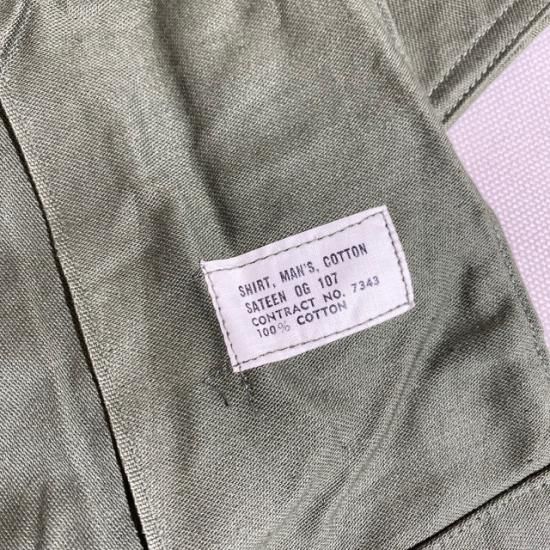 SHIRT, MAN'S, COTTON
SATEEN OG 107
CONTRACT NO. 7343
100% COTTON